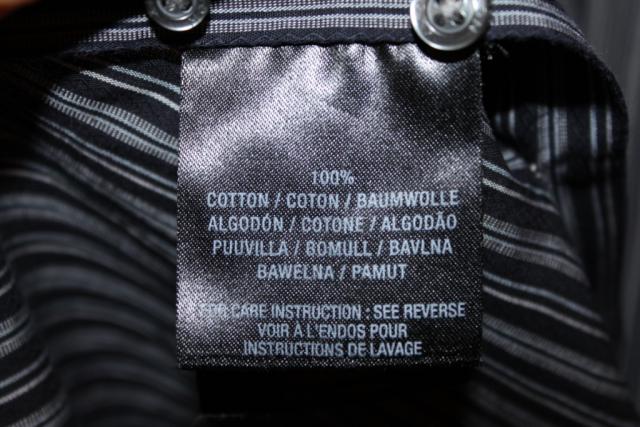 100%
COTTON / COTON / BAUMWOLLE
ALGODÓN / COTONE / ALGODÃO
PUUVILLA / BOMULL / BAVLNA
BAWELNA / PAMUT
FOR CARE INSTRUCTION : SEE REVERSE
VOIR À L'ENDOS POUR
INSTRUCTIONS DE LAVAGE